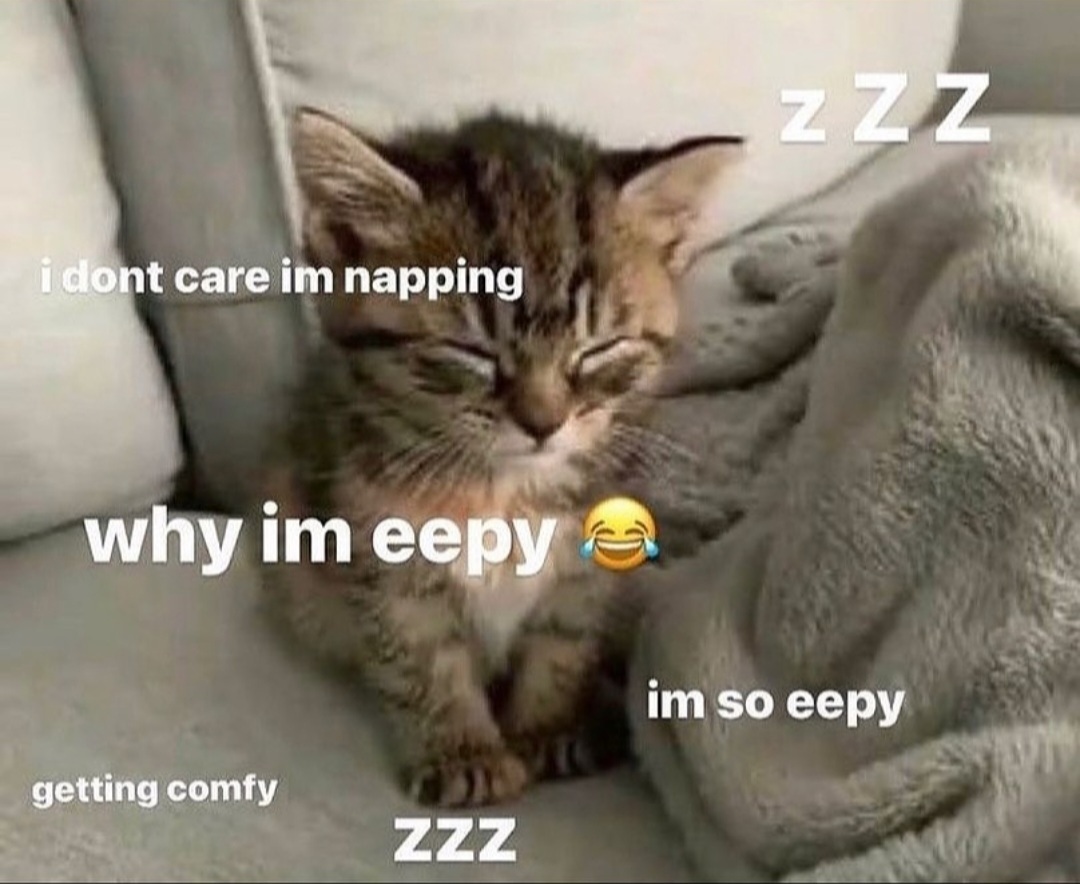 z Z Z
i dont care im napping
why im eepy 😂
im so eepy
getting comfy
zzz